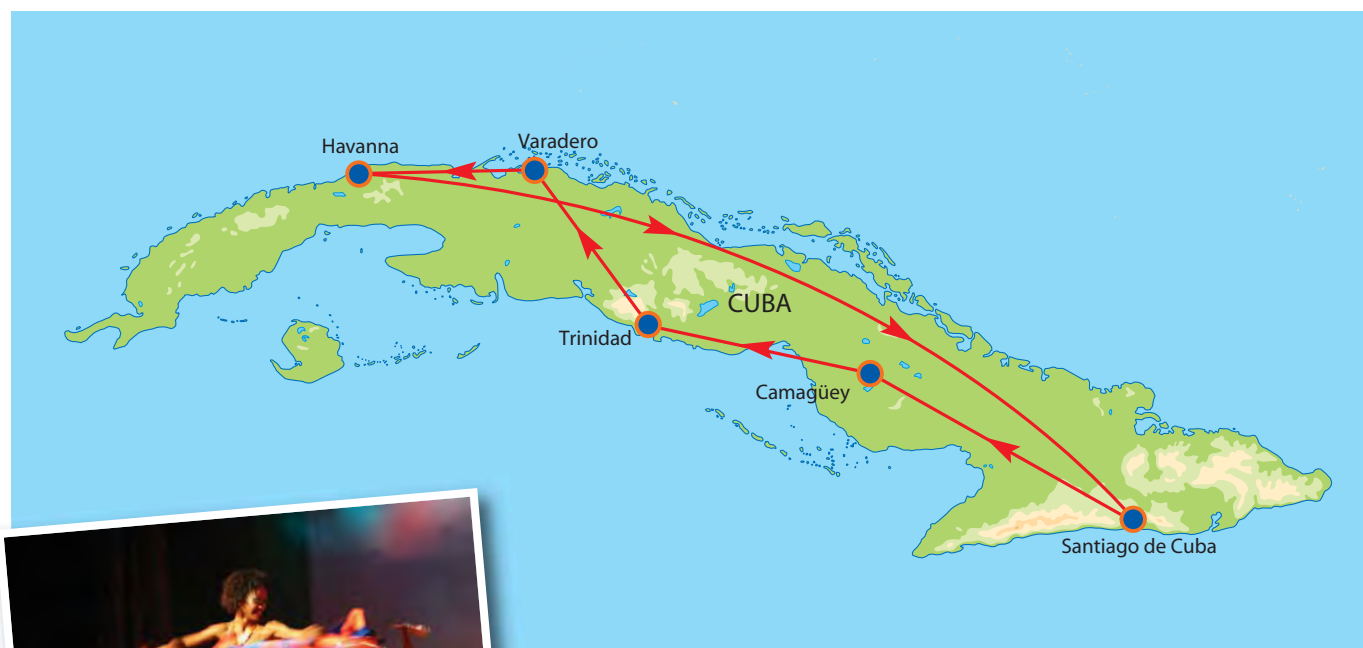 Havanna
Varadero
CUBA
Trinidad
Camagüey
Santiago de Cuba